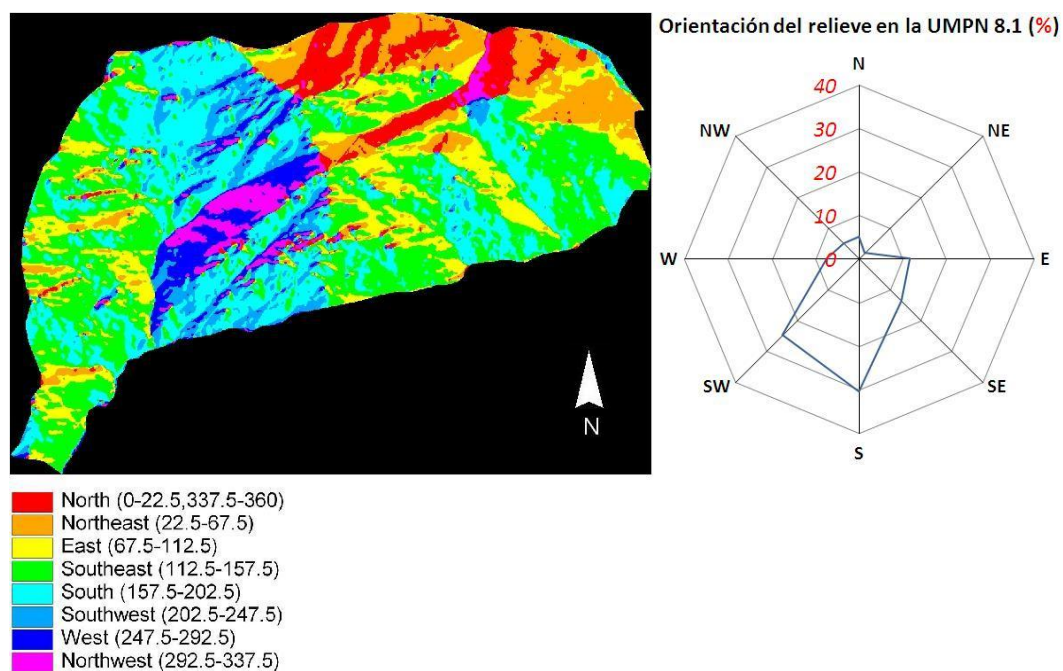 Orientación del relieve en la UMPN 8.1 (%)
N
40
NW
NE
30
20
10
W
0
E
SW
SE
S
N
North (0-22.5,337.5-360)
Northeast (22.5-67.5)
East (67.5-112.5)
Southeast (112.5-157.5)
South (157.5-202.5)
Southwest (202.5-247.5)
West (247.5-292.5)
Northwest (292.5-337.5)